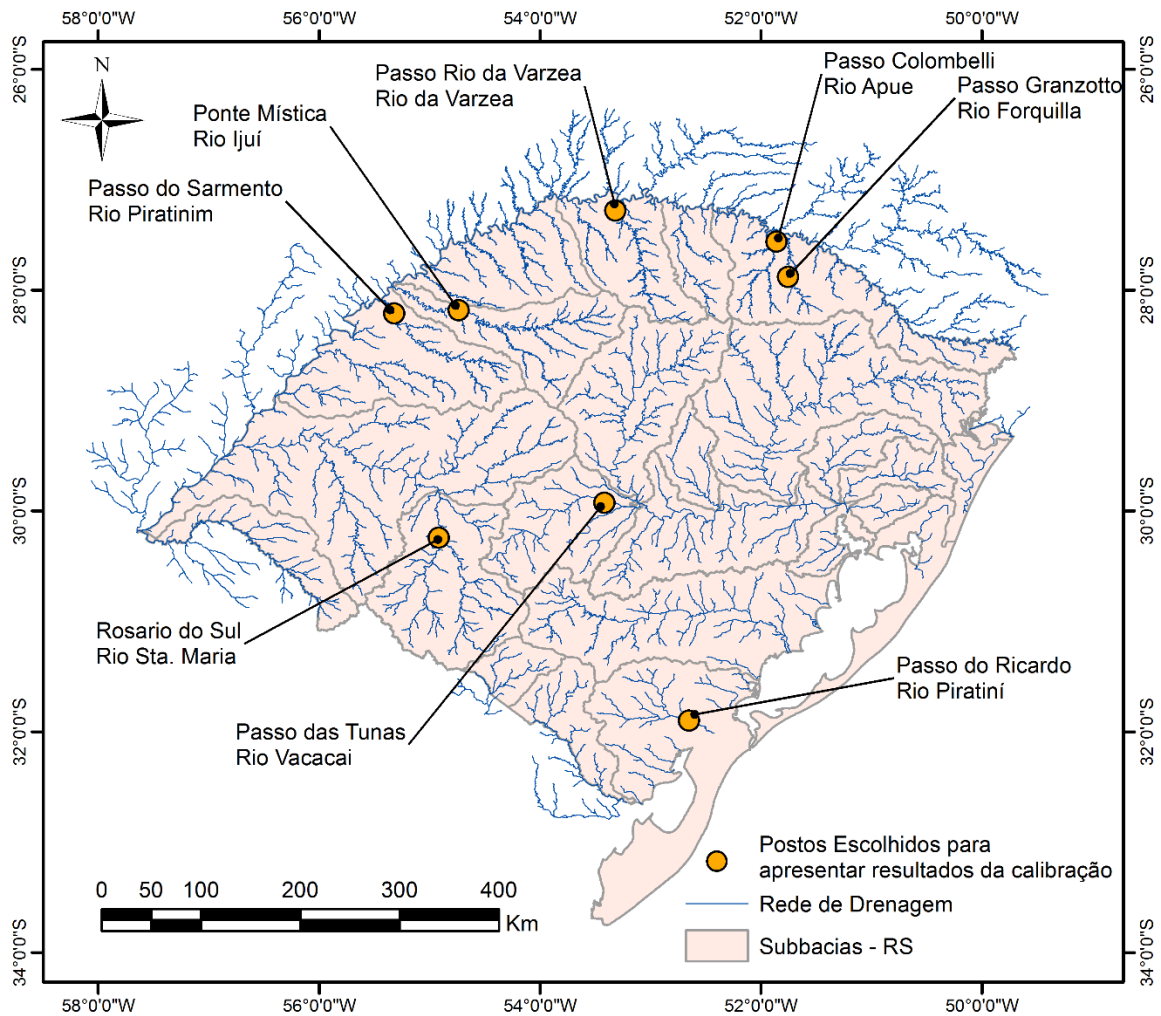 58°0'0"W
56°0'0"W
54°0'0"W
52°0'0"W
50°0'0"W
26°0'0"S
26°0'0"S
N
Passo Rio da Varzea
Rio da Varzea
Passo Colombelli
Rio Apue
Passo Granzotto
Rio Forquilla
Ponte Mística
Rio Ijuí
Passo do Sarmento
Rio Piratinim
28°0'0"S
28°0'0"S
30°0'0"S
30°0'0"S
Rosario do Sul
Rio Sta. Maria
Passo do Ricardo
Rio Piratiní
Passo das Tunas
Rio Vacacai
32°0'0"S
32°0'0"S
Postos Escolhidos para
apresentar resultados da calibração
Rede de Drenagem
Subbacias - RS
0 50 100 200 300 400
Km
34°0'0"S
34°0'0"S
58°0'0"W
56°0'0"W
54°0'0"W
52°0'0"W
50°0'0"W